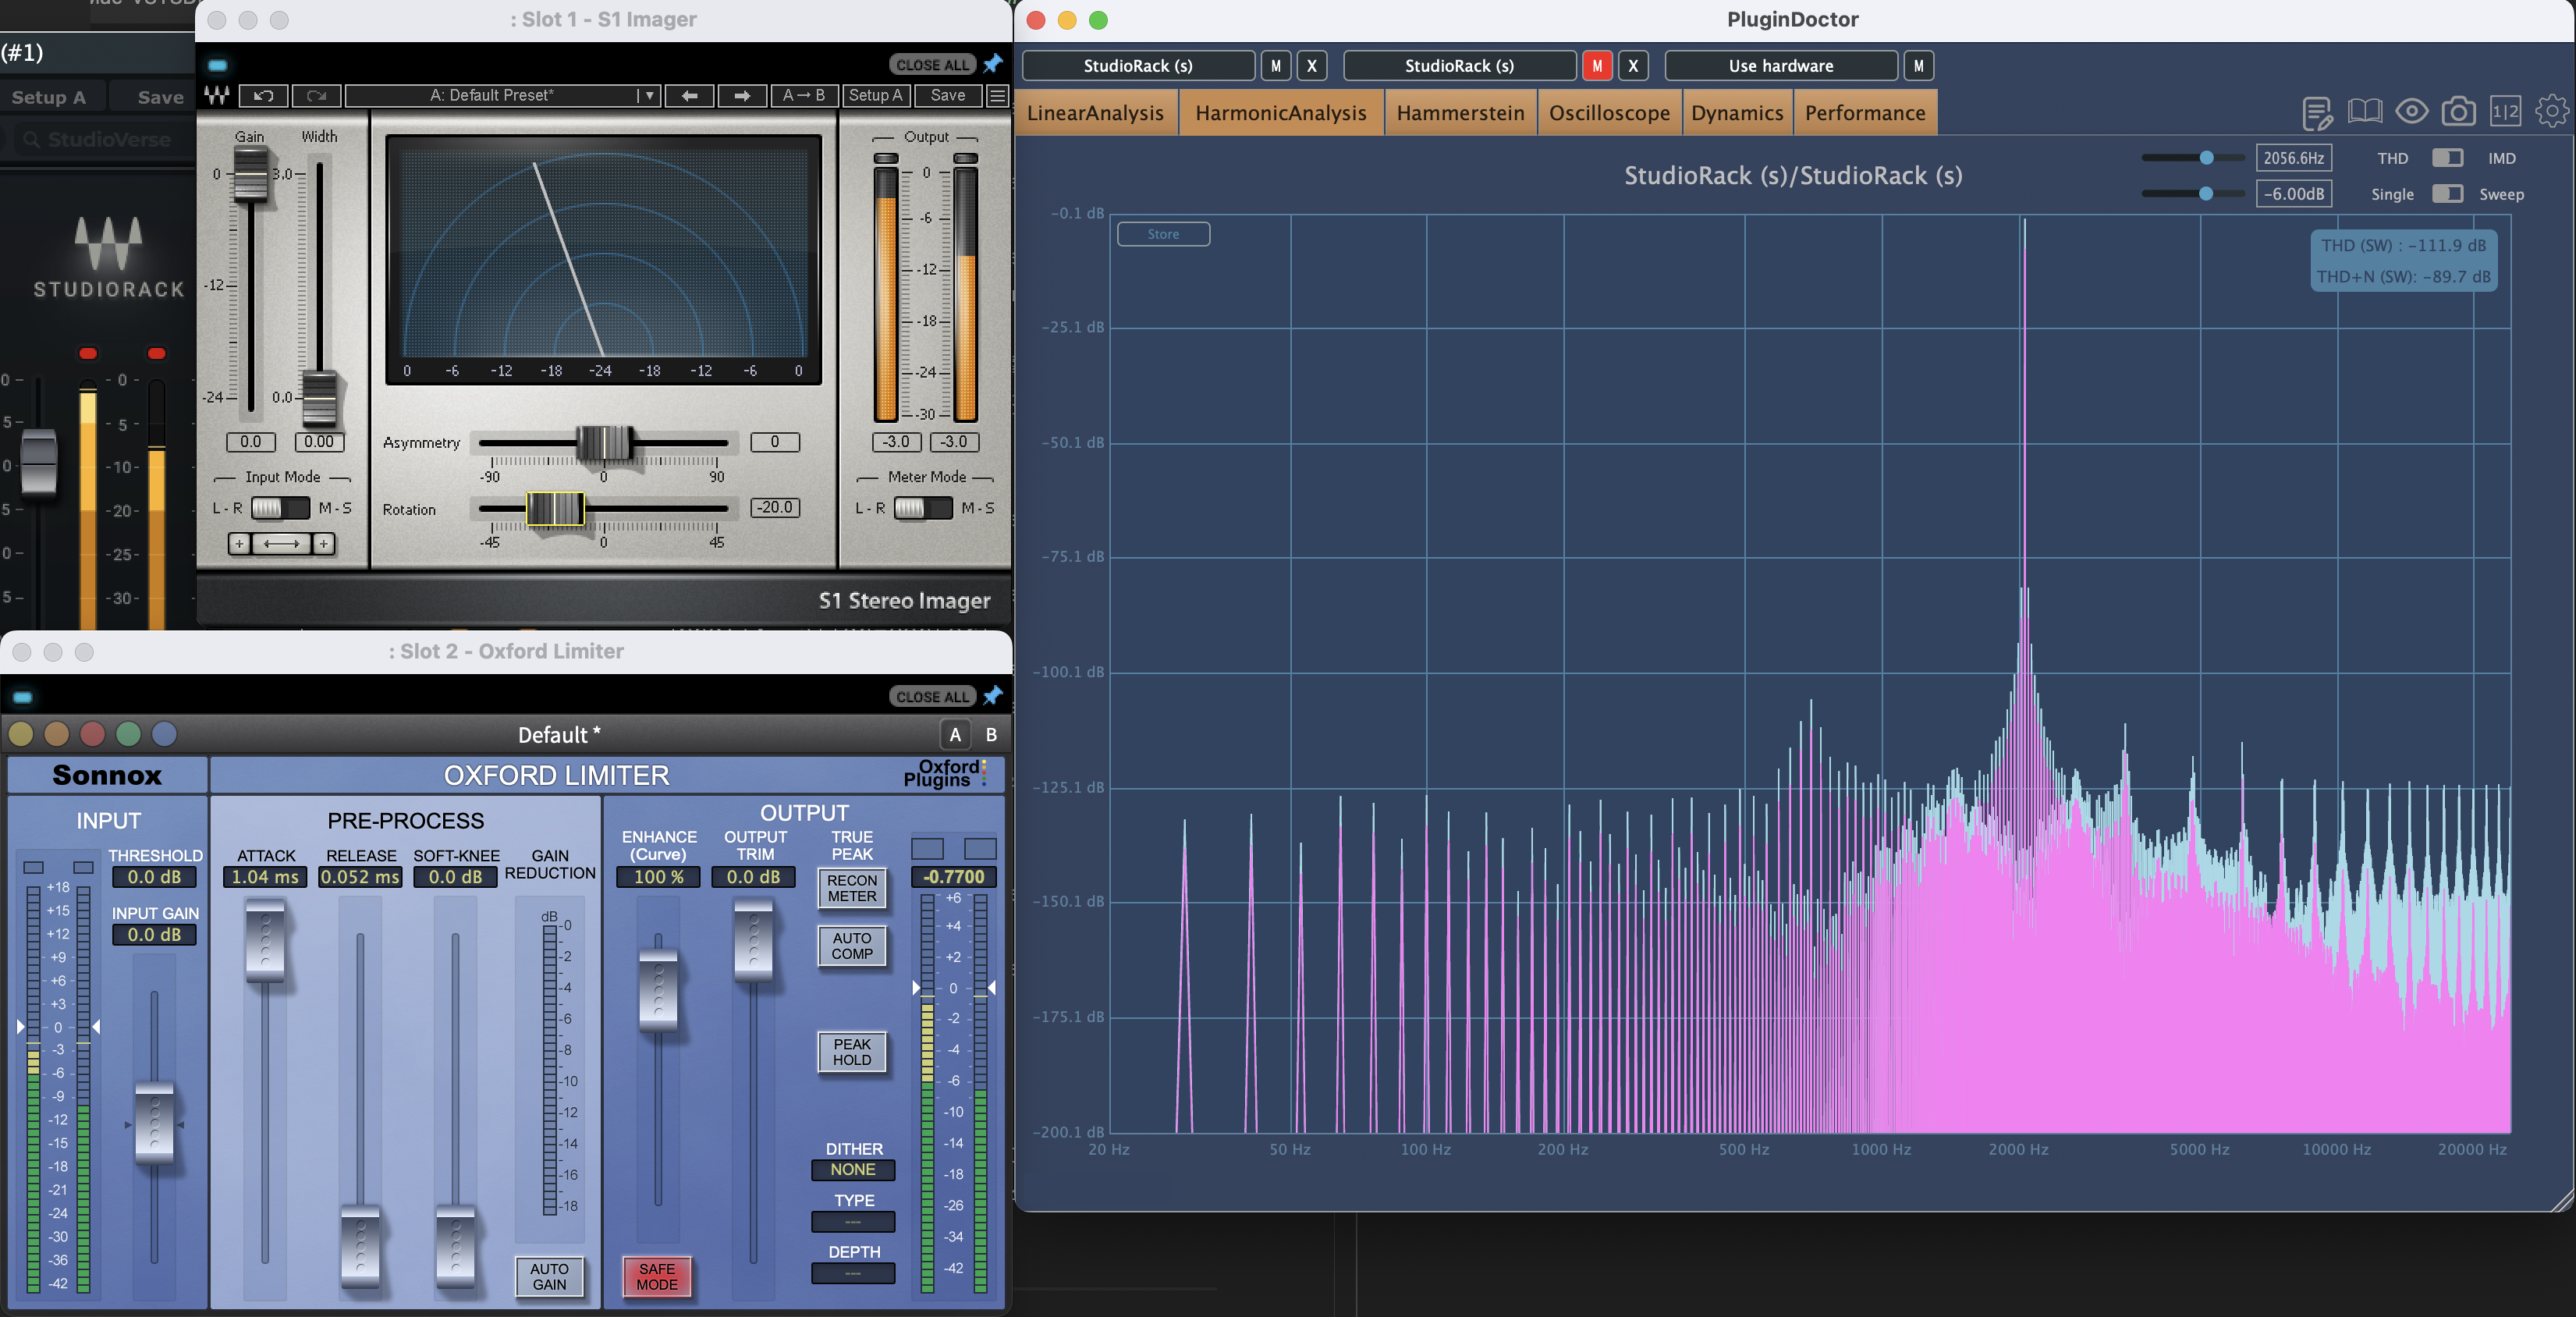 (#1)
Setup A
Save
StudioVerse
STUDIORACK
0
5
10
20
25
30
: Slot 1 - S1 Imager
CLOSE ALL
A: Default Preset*
A→B
Setup A
Save
Gain
Width
0
3.0
-12
-24
0.0
0.0
0.00
Input Mode
L - R
M - S
0 -6 -12 -18 -24 -18 -12 -6 0
Asymmetry
0
-90 0 90
Rotation
-20.0
-45 0 45
Output
0
-6
-12
-18
-24
-30
-3.0
-3.0
Meter Mode
L - R
M - S
S1 Stereo Imager
: Slot 2 - Oxford Limiter
CLOSE ALL
Default *
A
B
Sonnox
OXFORD LIMITER
Oxford
Plugins
INPUT
THRESHOLD
0.0 dB
INPUT GAIN
0.0 dB
+18
+15
+12
+9
+6
+3
0
-3
-6
-9
-12
-15
-18
-21
-24
-30
-36
-42
PRE-PROCESS
ATTACK
1.04 ms
RELEASE
0.052 ms
SOFT-KNEE
0.0 dB
GAIN
REDUCTION
dB
-0
-2
-4
-6
-8
-10
-12
-14
-16
-18
AUTO
GAIN
OUTPUT
ENHANCE
(Curve)
100 %
OUTPUT
TRIM
0.0 dB
TRUE
PEAK
RECON
METER
AUTO
COMP
PEAK
HOLD
DITHER
NONE
TYPE
---
DEPTH
---
SAFE
MODE
-0.7700
+6
+4
+2
0
-2
-4
-6
-10
-14
-18
-26
-34
-42
PluginDoctor
StudioRack (s)
M
X
StudioRack (s)
M
X
Use hardware
M
LinearAnalysis
HarmonicAnalysis
Hammerstein
Oscilloscope
Dynamics
Performance
1|2
StudioRack (s)/StudioRack (s)
2056.6Hz
THD
IMD
-6.00dB
Single
Sweep
Store
THD (SW) : -111.9 dB
THD+N (SW): -89.7 dB
-0.1 dB
-25.1 dB
-50.1 dB
-75.1 dB
-100.1 dB
-125.1 dB
-150.1 dB
-175.1 dB
-200.1 dB
20 Hz
50 Hz
100 Hz
200 Hz
500 Hz
1000 Hz
2000 Hz
5000 Hz
10000 Hz
20000 Hz